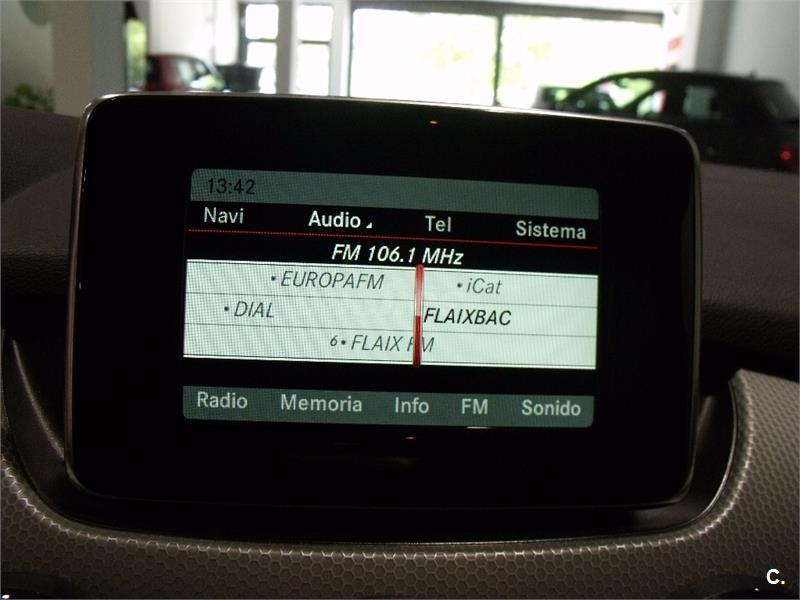 13:42
Navi Audio Tel Sistema
FM 106.1 MHz
•EUROPAFM •iCat
•DIAL FLAIXBAC
6•FLAIX FM
Radio Memoria Info FM Sonido
C.